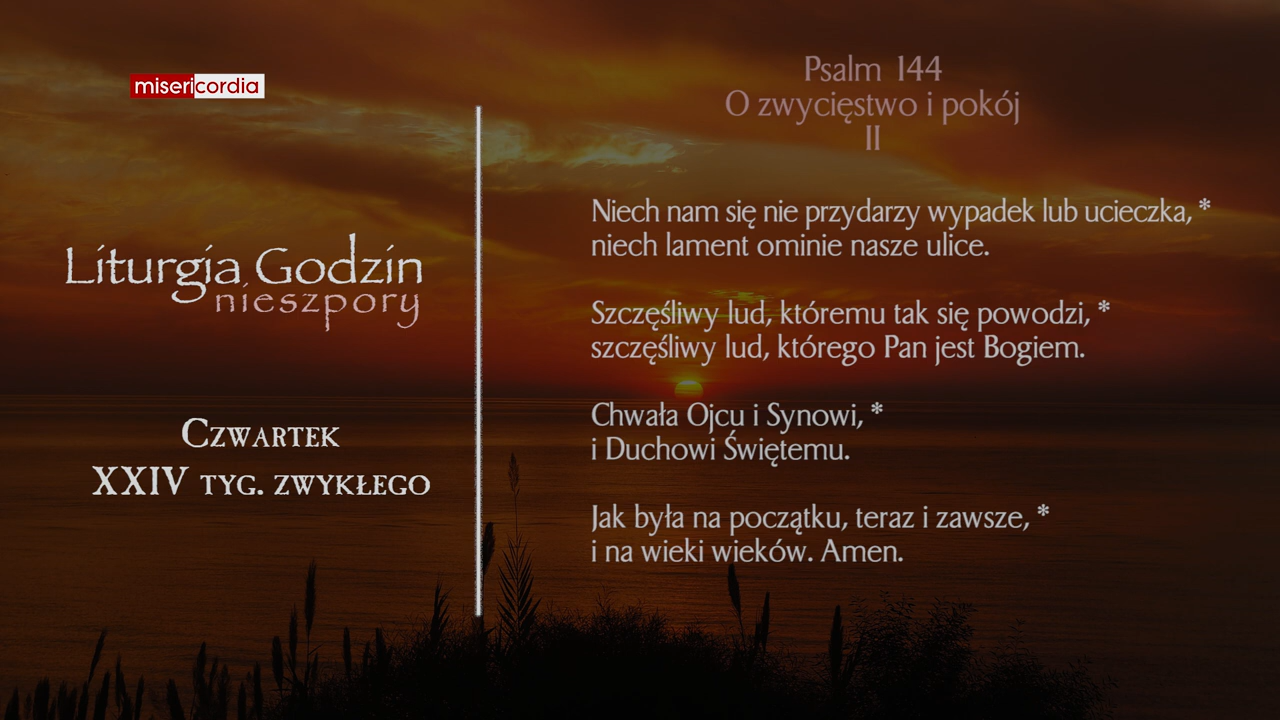 misericordia
Liturgia Godzin
nieszpory
Czwartek
XXIV tyg. zwykłego
Psalm 144
O zwycięstwo i pokój
II
Niech nam się nie przydarzy wypadek lub ucieczka, *
niech lament ominie nasze ulice.
Szczęśliwy lud, któremu tak się powodzi, *
szczęśliwy lud, którego Pan jest Bogiem.
Chwała Ojcu i Synowi, *
i Duchowi Świętemu.
Jak była na początku, teraz i zawsze, *
i na wieki wieków. Amen.